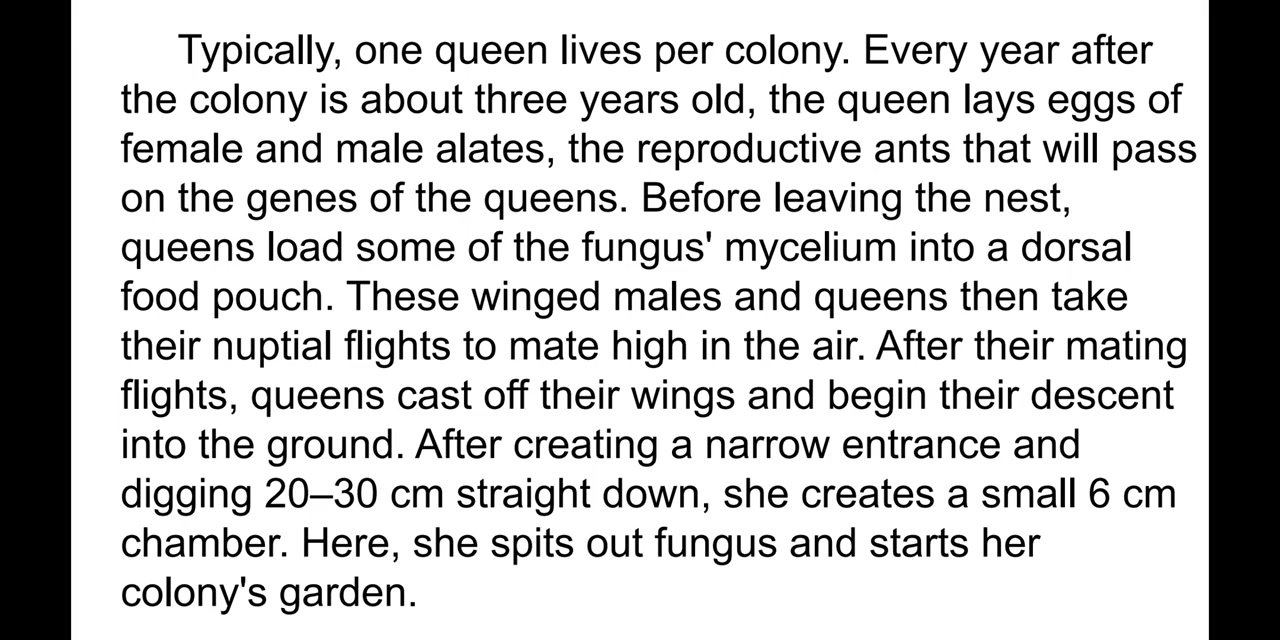 Typically, one queen lives per colony. Every year after
the colony is about three years old, the queen lays eggs of
female and male alates, the reproductive ants that will pass
on the genes of the queens. Before leaving the nest,
queens load some of the fungus' mycelium into a dorsal
food pouch. These winged males and queens then take
their nuptial flights to mate high in the air. After their mating
flights, queens cast off their wings and begin their descent
into the ground. After creating a narrow entrance and
digging 20–30 cm straight down, she creates a small 6 cm
chamber. Here, she spits out fungus and starts her
colony's garden.